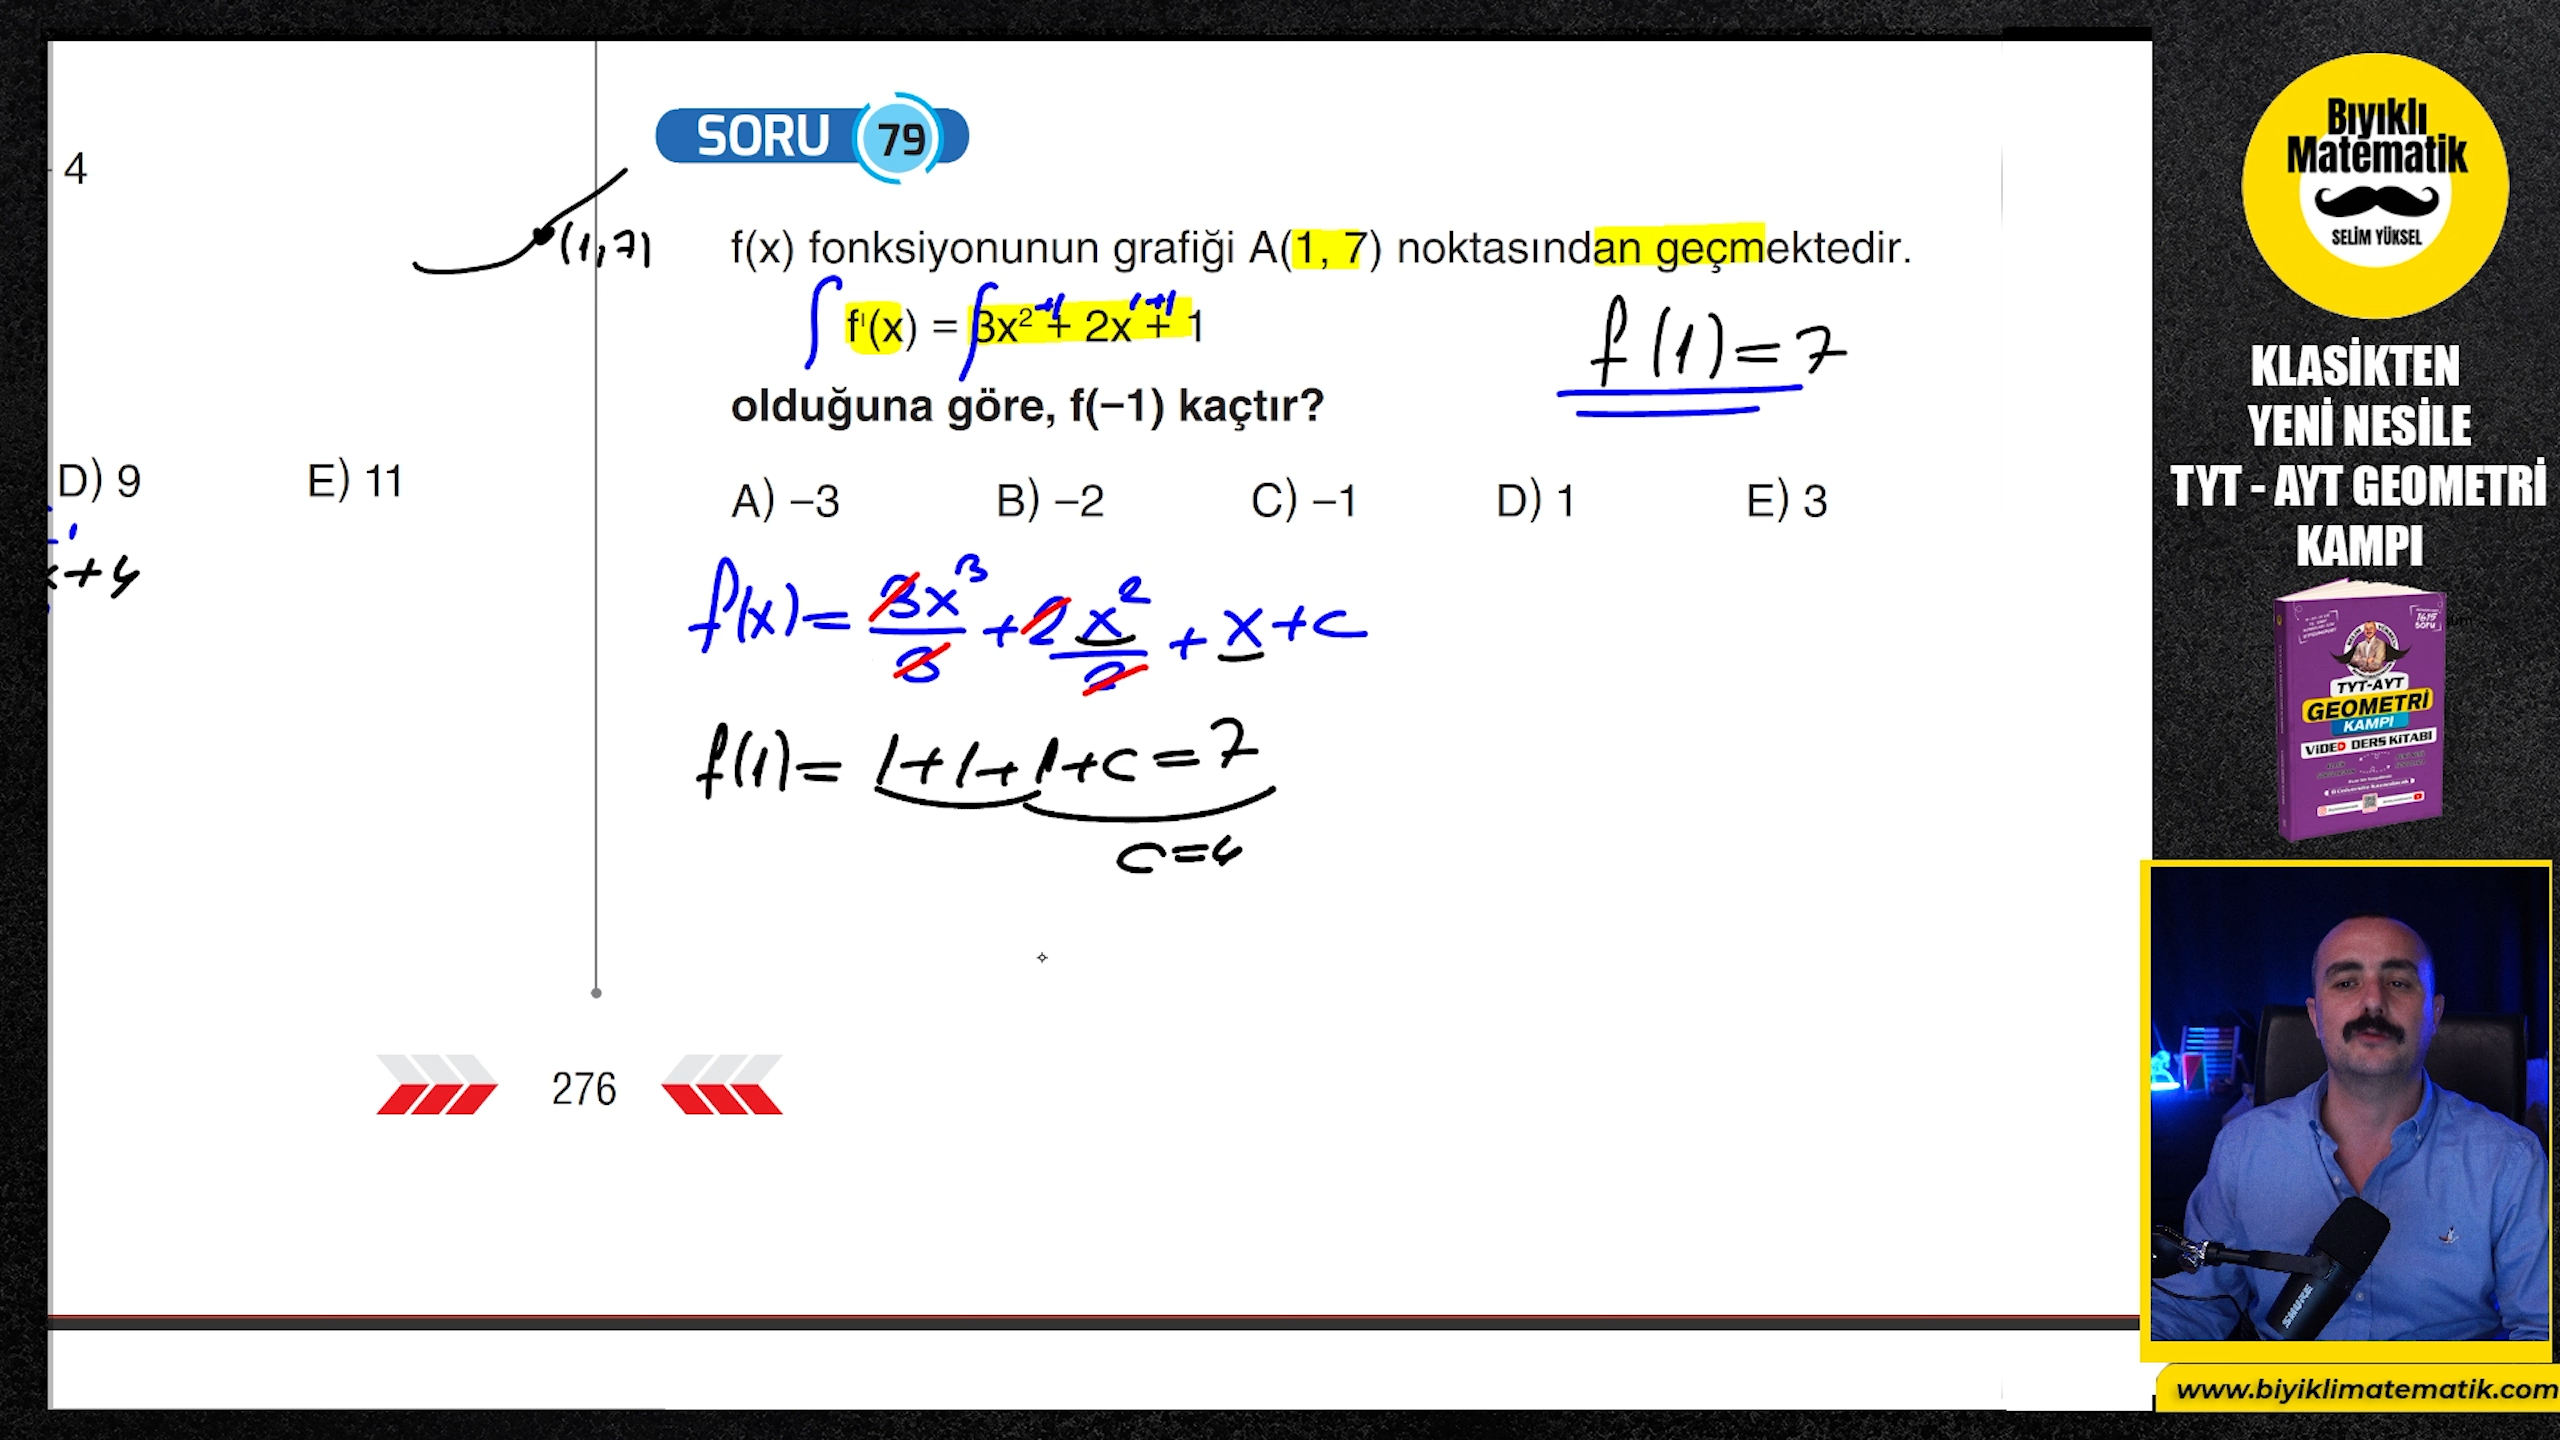 4
D) 9
E) 11
x+4
SORU 79
(1,7)
f(x) fonksiyonunun grafiği A(1, 7) noktasından geçmektedir.
∫ f'(x) = ∫ 3x²⁺¹ + 2x¹⁺¹ + 1
f(1)=7
olduğuna göre, f(−1) kaçtır?
A) −3
B) −2
C) −1
D) 1
E) 3
f(x)= 3x³/3 + 2x²/2 + x+c
f(1)= 1+1+1+c=7
c=4
276
Bıyıklı
Matematik
SELİM YÜKSEL
KLASİKTEN
YENİ NESİLE
TYT - AYT GEOMETRİ
KAMPI
TYT-AYT
GEOMETRİ
KAMPI
VİDEO DERS KİTABI
www.biyiklimatematik.com